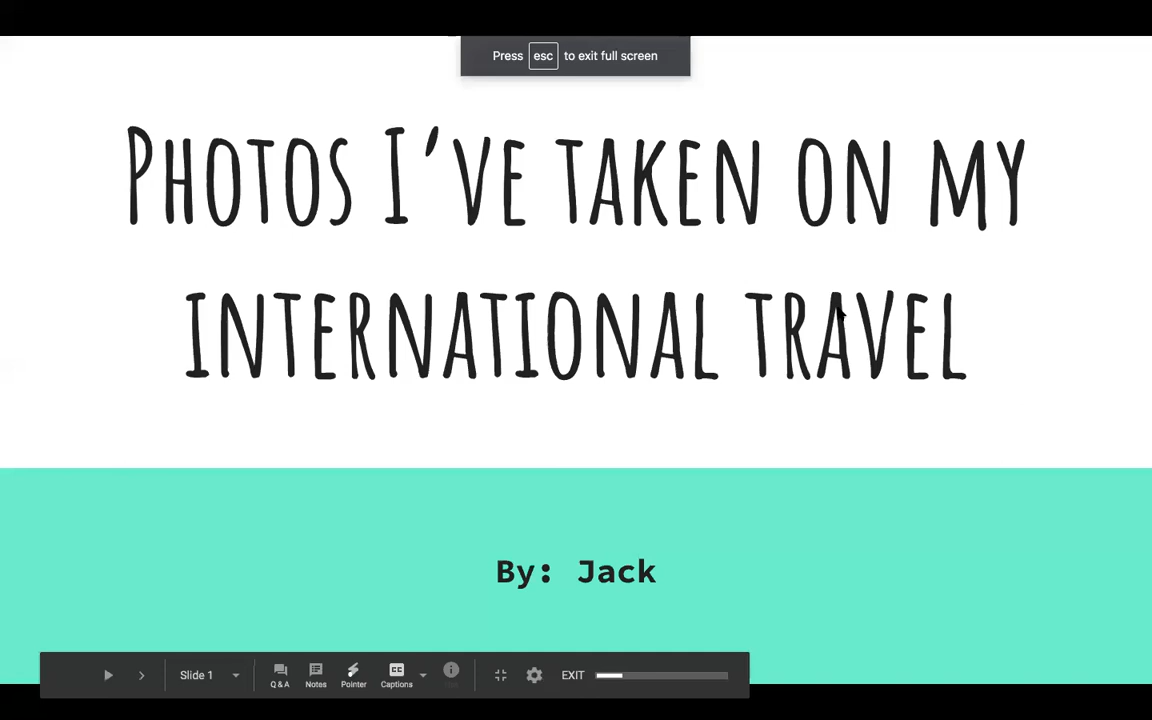 Press esc to exit full screen
PHOTOS I'VE TAKEN ON MY
INTERNATIONAL TRAVEL
By: Jack
Slide 1
Q & A
Notes
Pointer
CC
Captions
EXIT